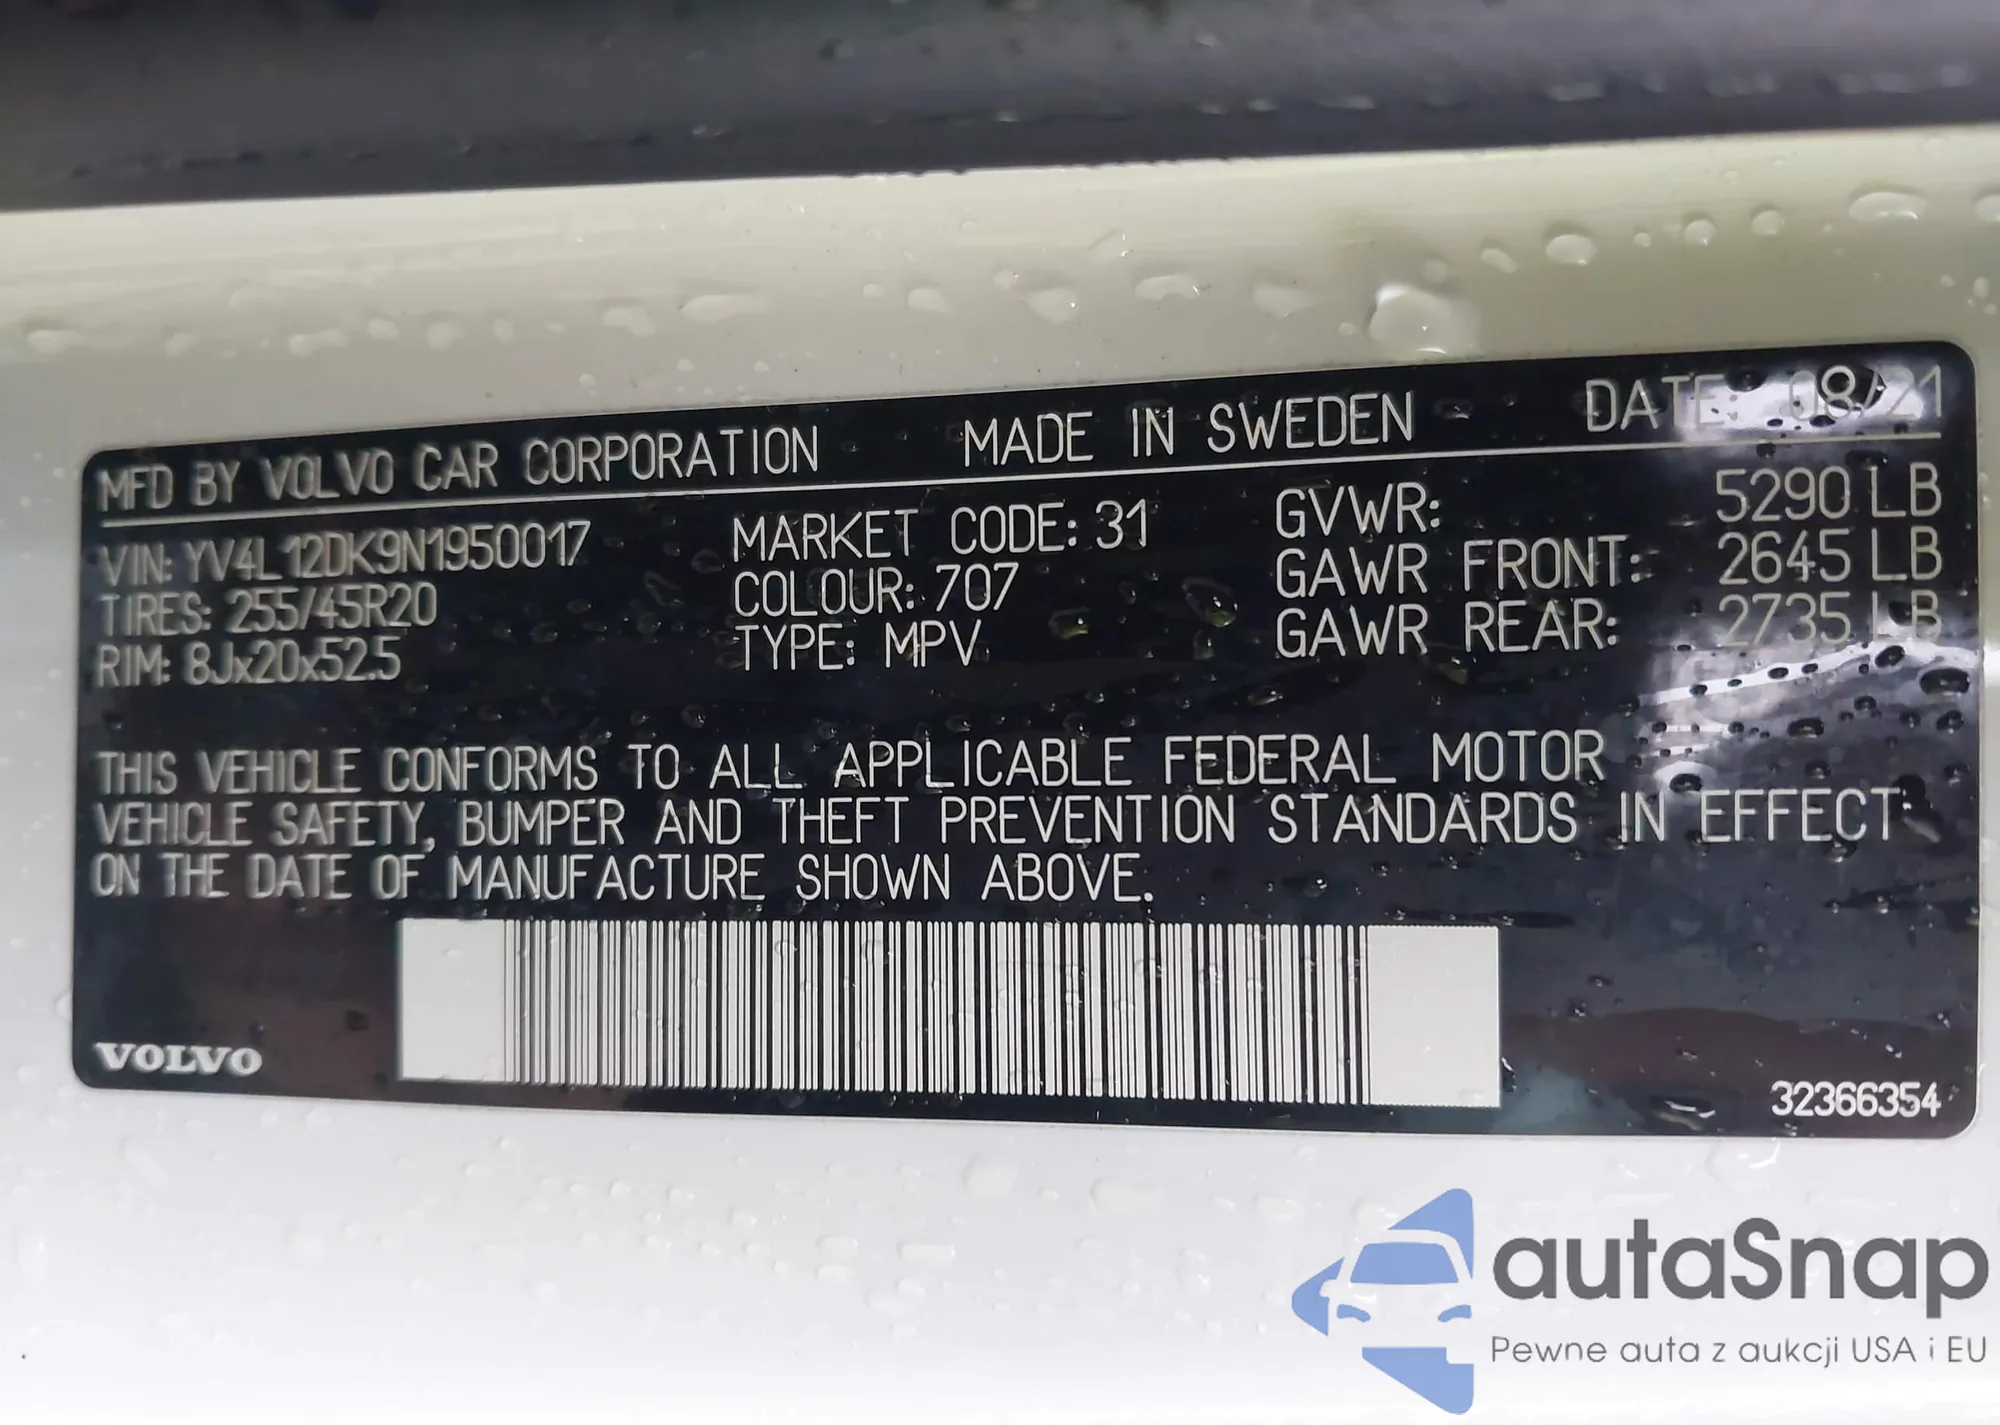 MFD BY VOLVO CAR CORPORATION MADE IN SWEDEN DATE: 08/21
VIN: YV4L12DK9N1950017 MARKET CODE: 31 GVWR: 5290 LB
TIRES: 255/45R20 COLOUR: 707 GAWR FRONT: 2645 LB
RIM: 8Jx20x52.5 TYPE: MPV GAWR REAR: 2735 LB
THIS VEHICLE CONFORMS TO ALL APPLICABLE FEDERAL MOTOR
VEHICLE SAFETY, BUMPER AND THEFT PREVENTION STANDARDS IN EFFECT
ON THE DATE OF MANUFACTURE SHOWN ABOVE.
VOLVO
32366354
autaSnap
Pewne auta z aukcji USA i EU